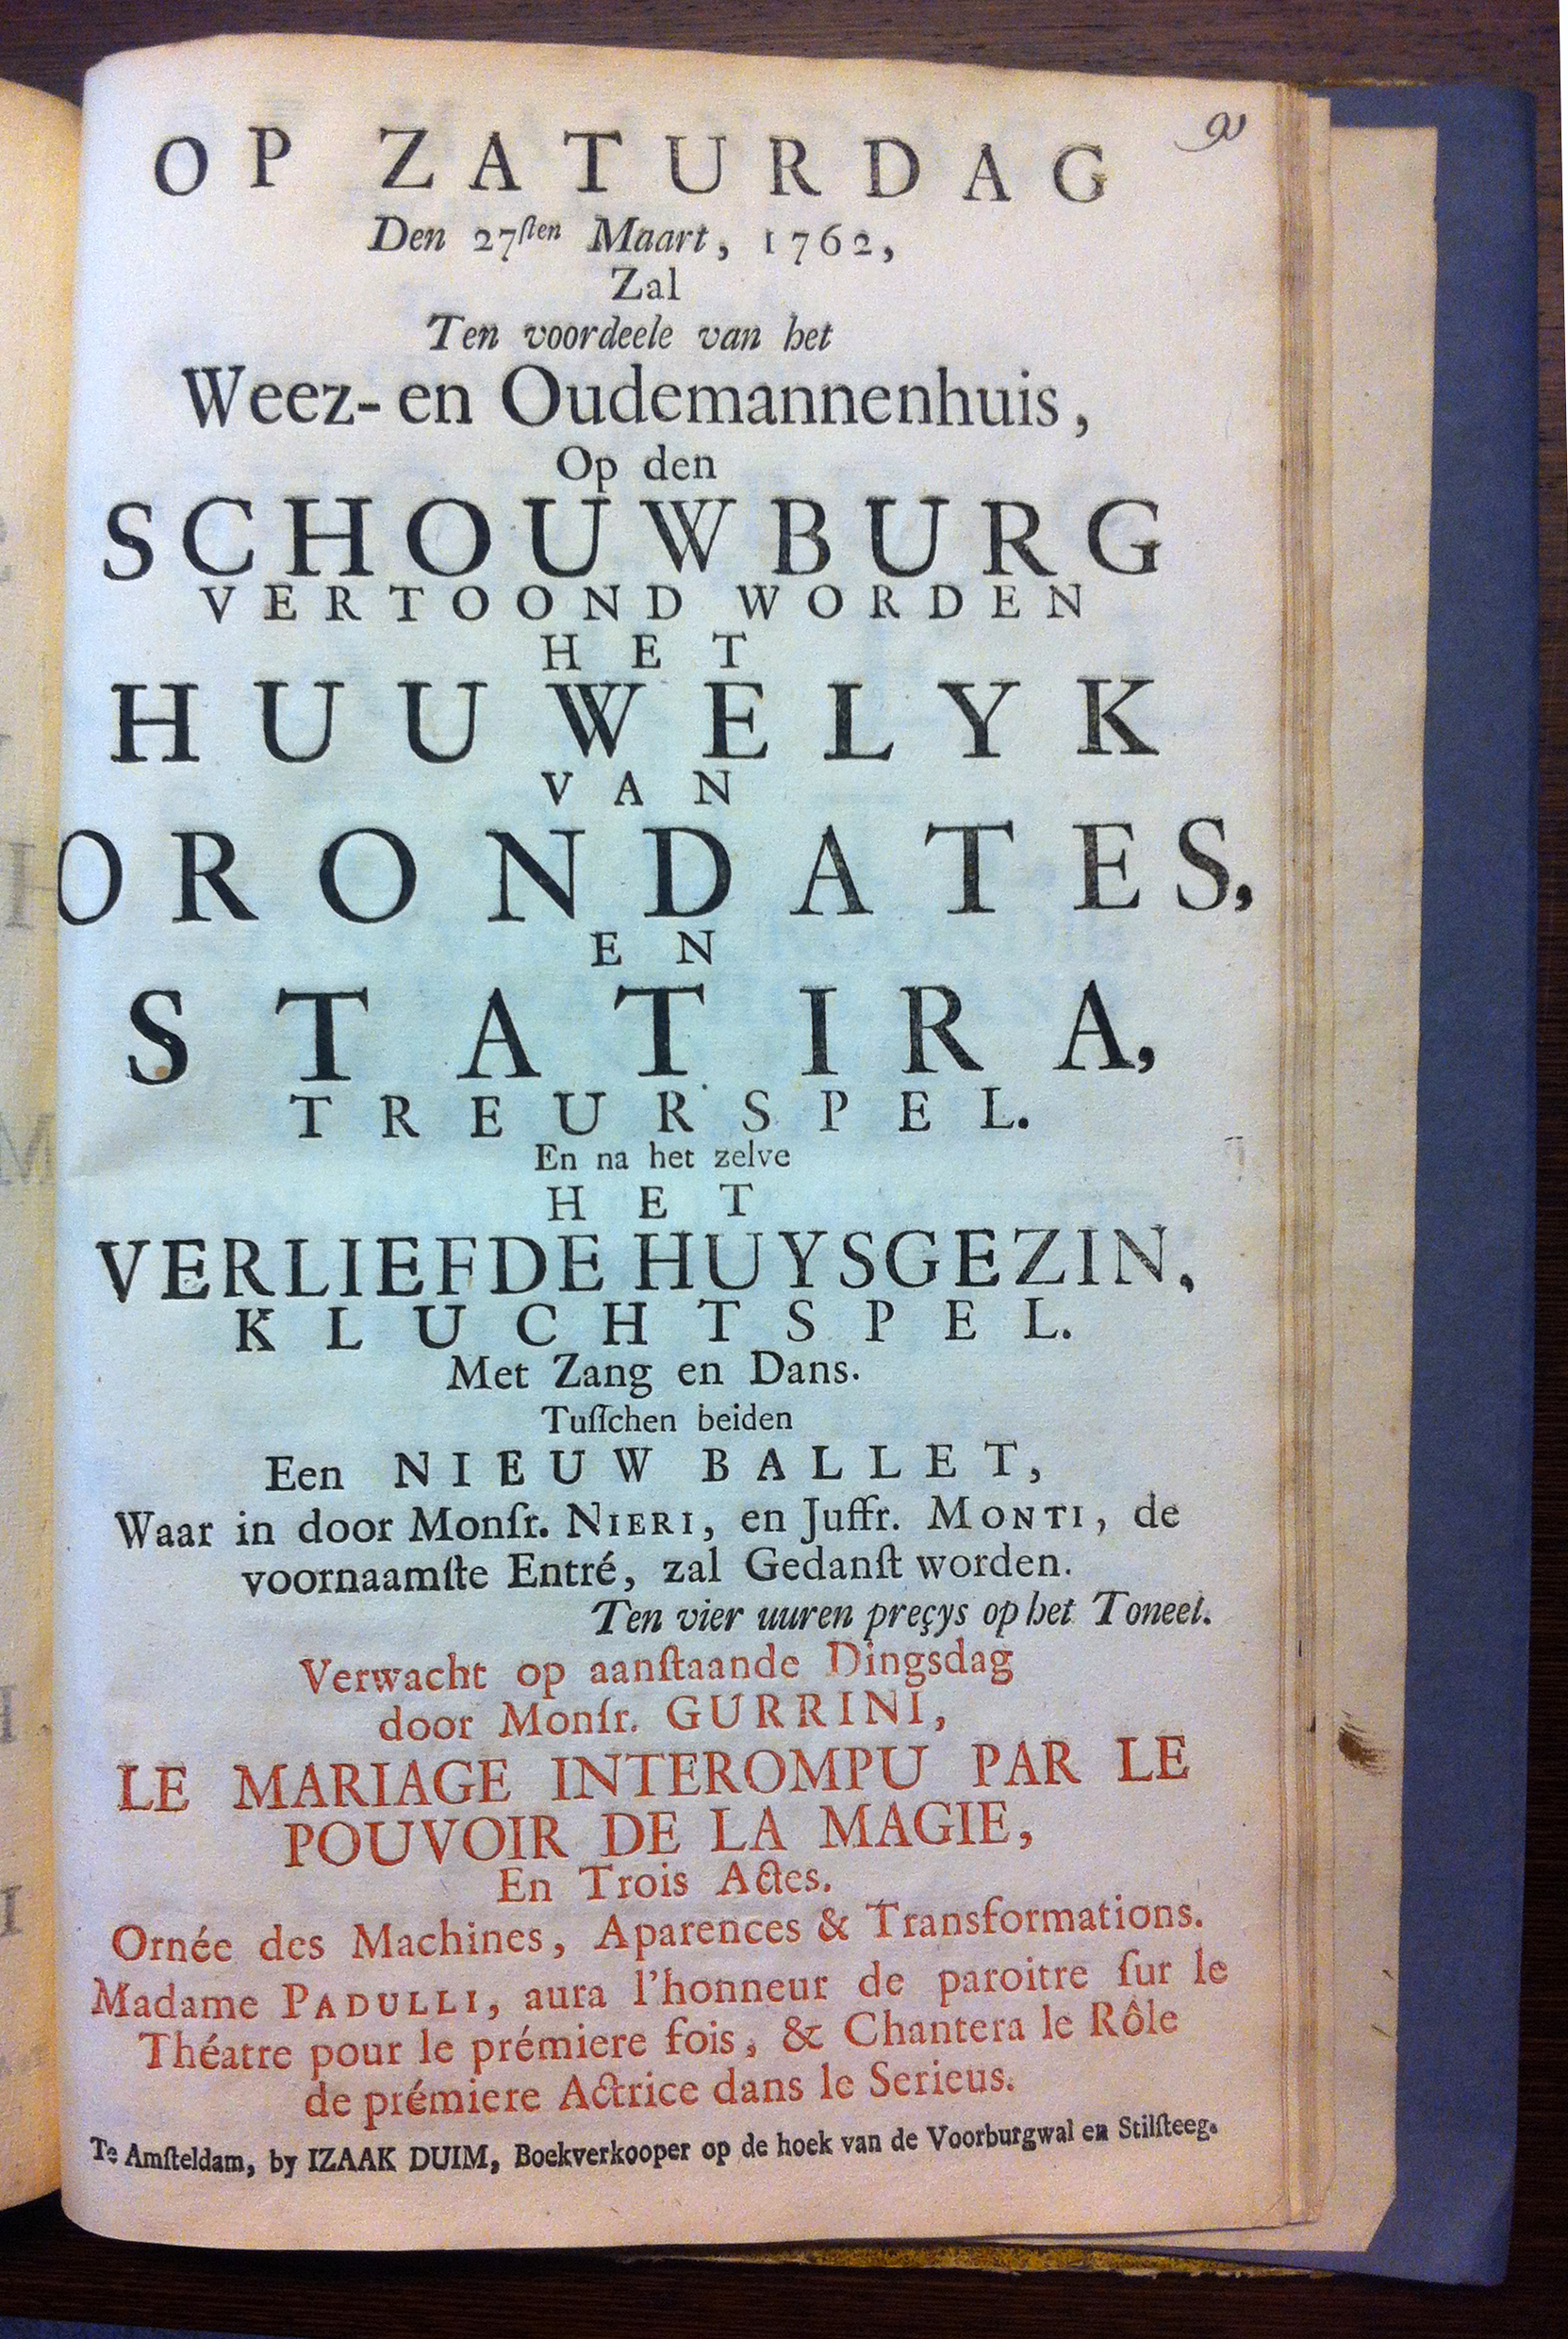 OP ZATURDAG
Den 27ſten Maart, 1762,
Zal
Ten voordeele van het
Weez- en Oudemannenhuis,
Op den
SCHOUWBURG
VERTOOND WORDEN
HET
HUUWELYK
VAN
ORONDATES,
EN
STATIRA,
TREURSPEL.
En na het zelve
HET
VERLIEFDE HUYSGEZIN,
KLUCHTSPEL.
Met Zang en Dans.
Tuſſchen beiden
Een NIEUW BALLET,
Waar in door Monſr. NIERI, en Juffr. MONTI, de
voornaamſte Entré, zal Gedanſt worden.
Ten vier uuren preçys op het Toneel.
Verwacht op aanſtaande Dingsdag
door Monſr. GURRINI,
LE MARIAGE INTEROMPU PAR LE
POUVOIR DE LA MAGIE,
En Trois Actes.
Ornée des Machines, Aparences & Transformations.
Madame PADULLI, aura l'honneur de paroitre ſur le
Théatre pour le prémiere fois, & Chantera le Rôle
de prémiere Actrice dans le Serieus.
Te Amſteldam, by IZAAK DUIM, Boekverkooper op de hoek van de Voorburgwal en Stilſteeg.